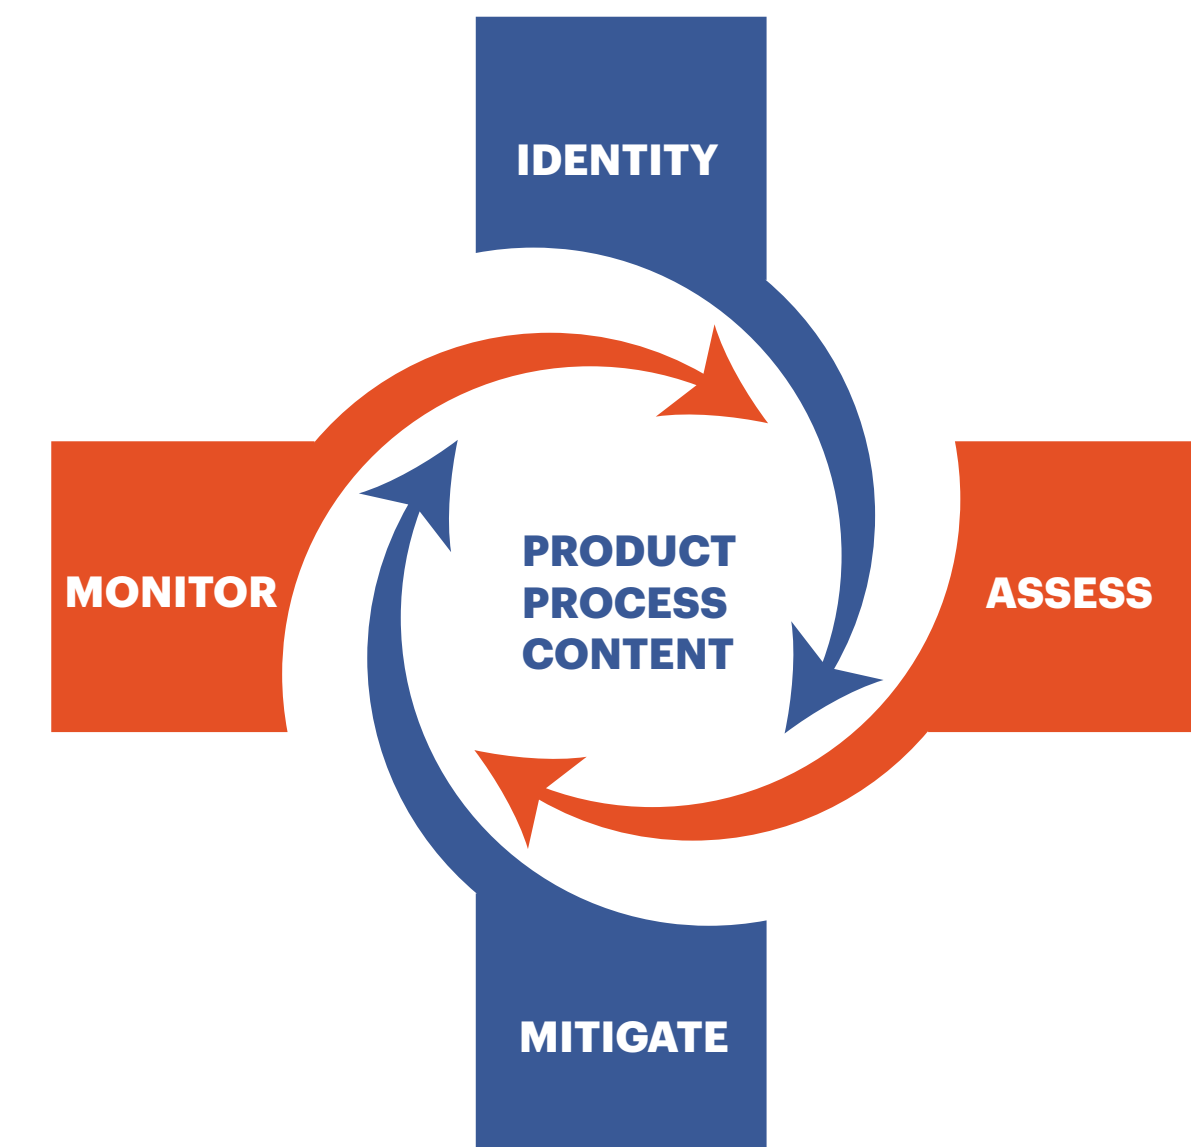 IDENTITY
MONITOR
PRODUCT
PROCESS
CONTENT
ASSESS
MITIGATE